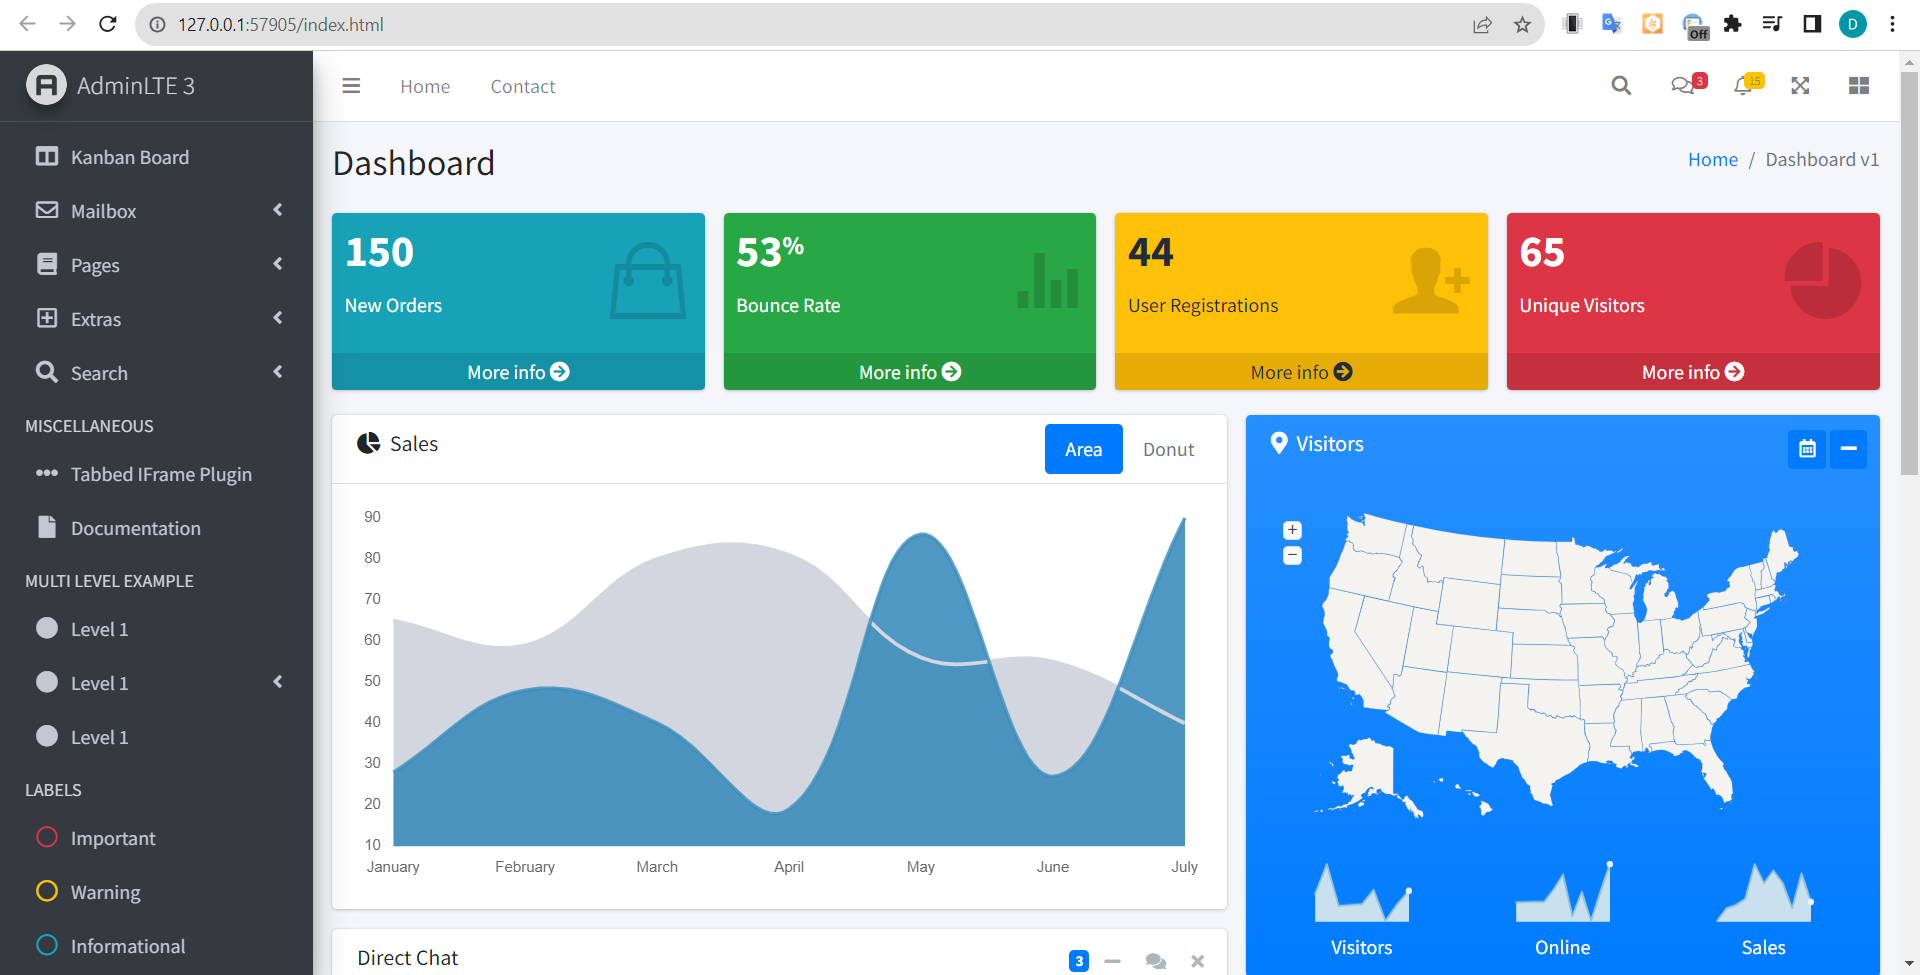 127.0.0.1:57905/index.html
Off
D
AdminLTE 3
Home
Contact
3
15
Kanban Board
Mailbox
Pages
Extras
Search
MISCELLANEOUS
Tabbed IFrame Plugin
Documentation
MULTI LEVEL EXAMPLE
Level 1
Level 1
Level 1
LABELS
Important
Warning
Informational
Dashboard
Home / Dashboard v1
150
New Orders
More info
53%
Bounce Rate
More info
44
User Registrations
More info
65
Unique Visitors
More info
Sales
Area
Donut
90
80
70
60
50
40
30
20
10
January February March April May June July
Visitors
+
−
Visitors
Online
Sales
Direct Chat
3